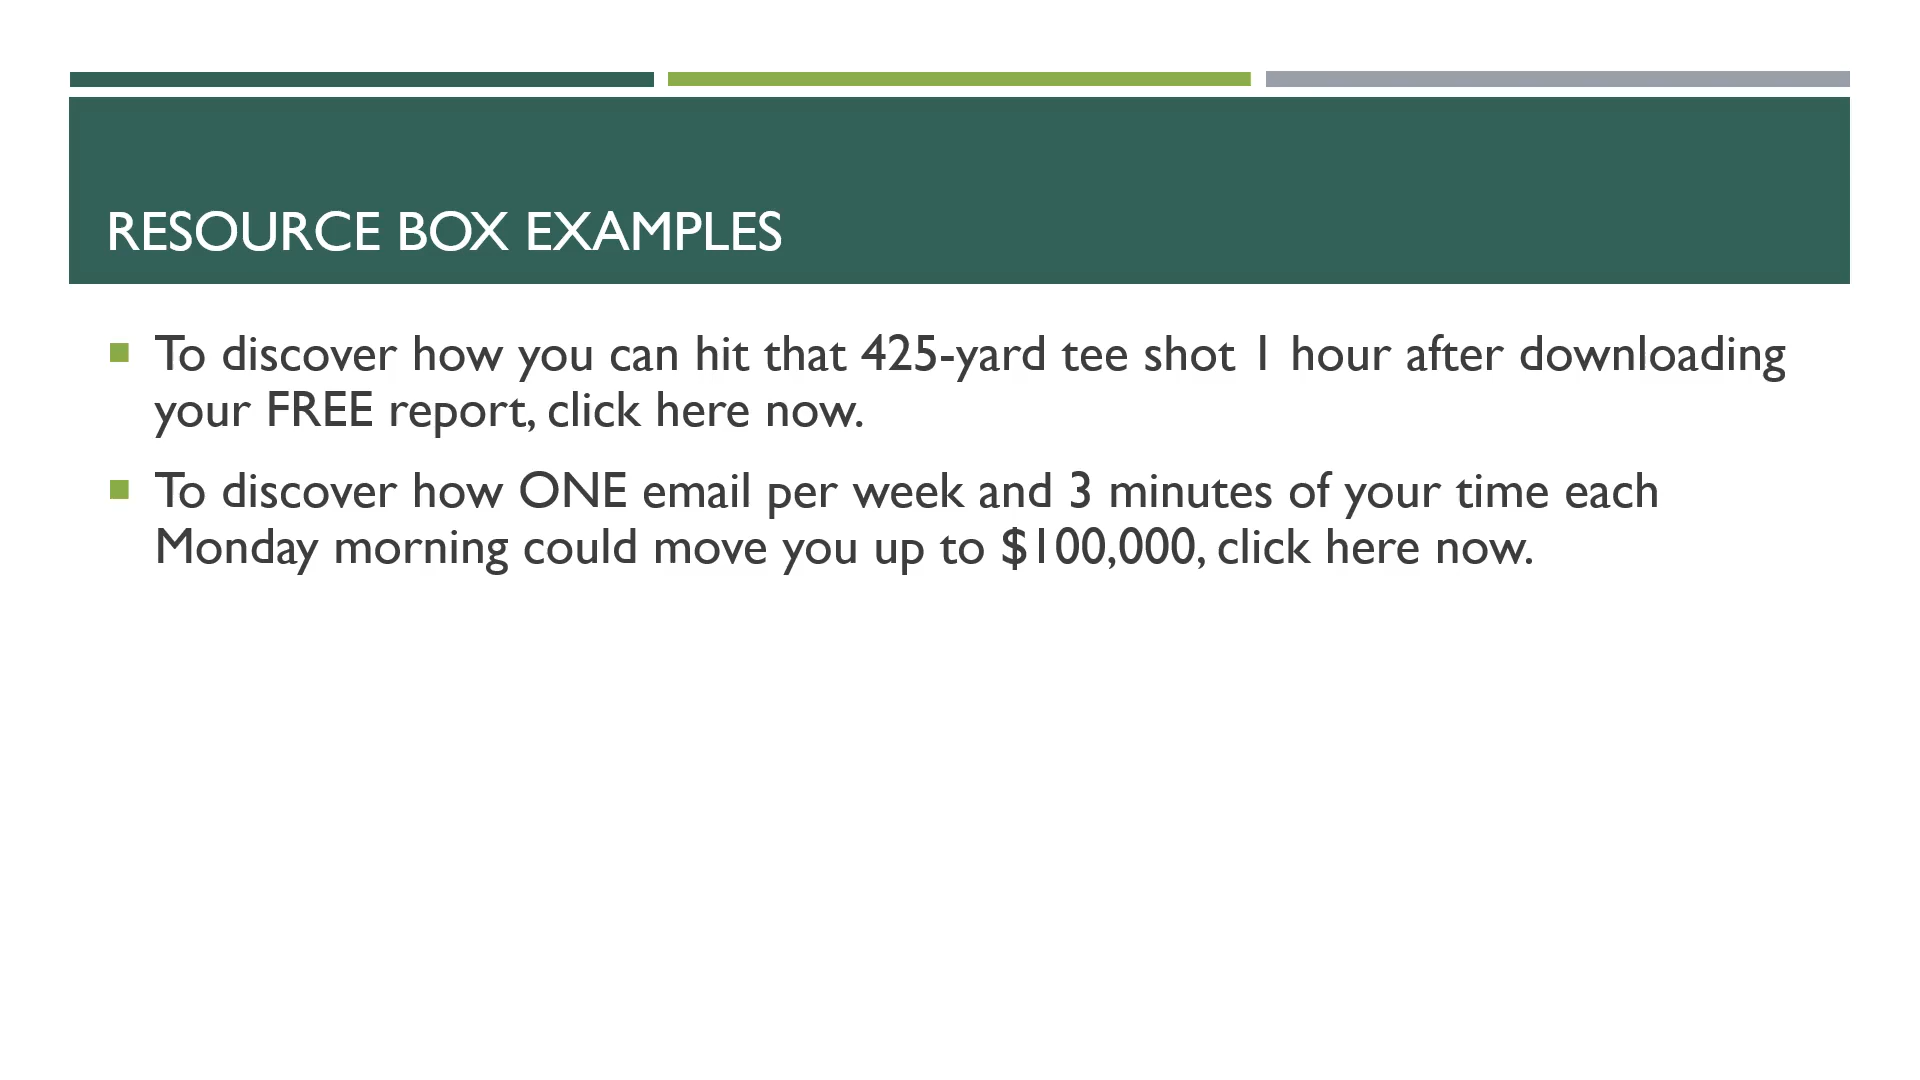 RESOURCE BOX EXAMPLES
To discover how you can hit that 425-yard tee shot 1 hour after downloading
your FREE report, click here now.
To discover how ONE email per week and 3 minutes of your time each
Monday morning could move you up to $100,000, click here now.